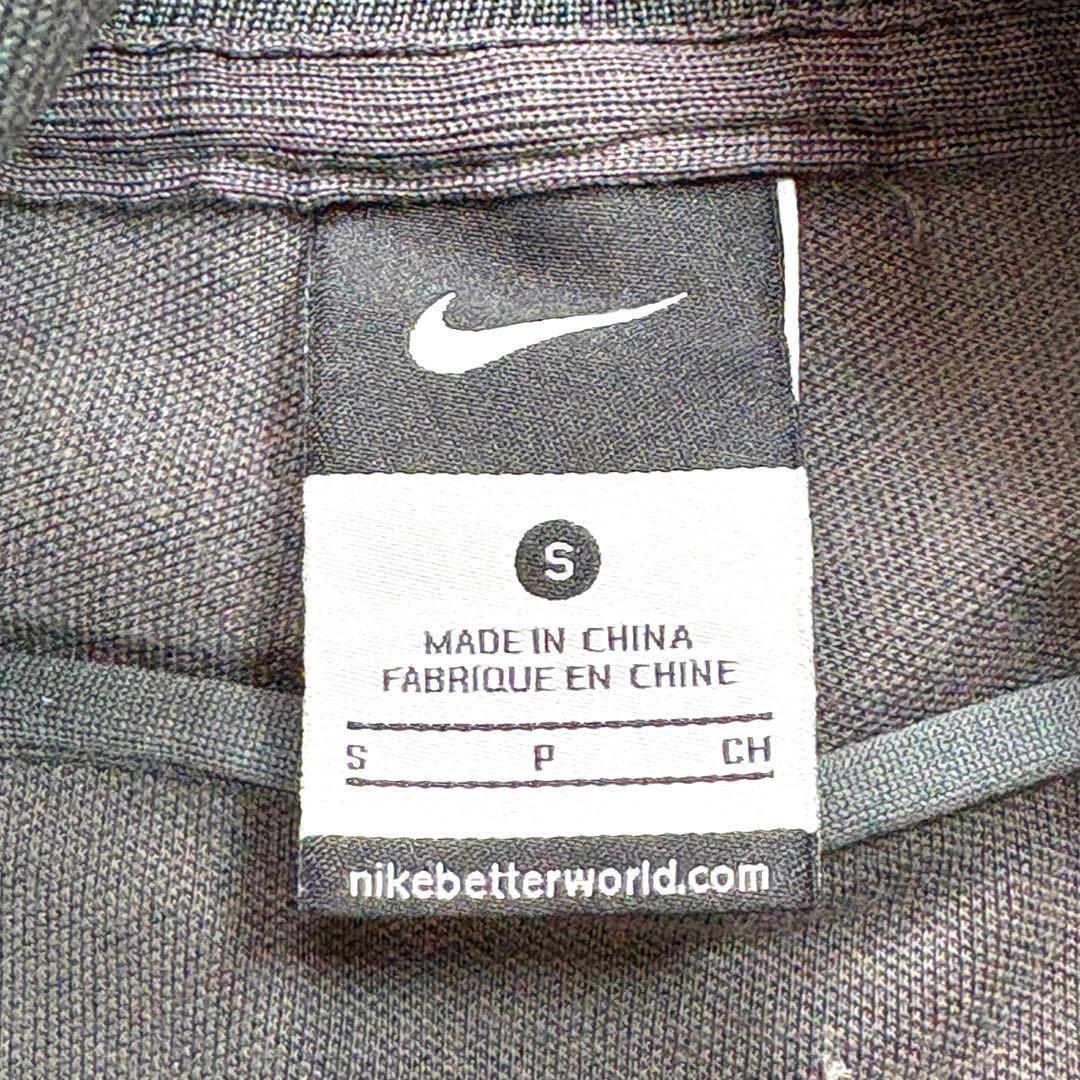 S
MADE IN CHINA
FABRIQUE EN CHINE
S P CH
nikebetterworld.com